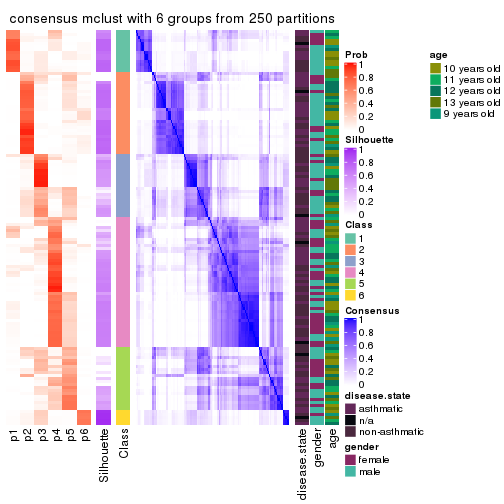 consensus mclust with 6 groups from 250 partitions
p1
p2
p3
p4
p5
p6
Silhouette
Class
disease.state
gender
age
Prob
1
0.8
0.6
0.4
0.2
0
Silhouette
1
0.8
0.6
0.4
0.2
0
Class
1
2
3
4
5
6
Consensus
1
0.8
0.6
0.4
0.2
0
disease.state
asthmatic
n/a
non-asthmatic
gender
female
male
age
10 years old
11 years old
12 years old
13 years old
9 years old